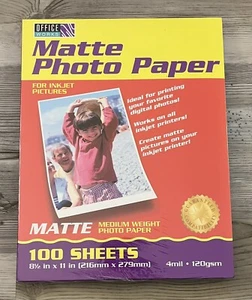 OFFICE
WORKS
Matte
Photo Paper
FOR INKJET
PICTURES
Ideal for printing
your favorite
digital photos!
Works on all
inkjet printers!
Create matte
pictures on your
inkjet printer!
MATTE
MEDIUM WEIGHT
PHOTO PAPER
100 SHEETS
8½ in x 11 in (216mm x 279mm)
4mil • 120gsm